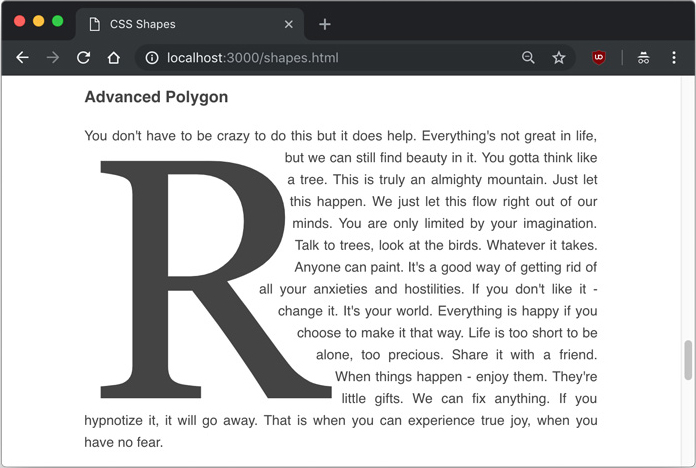 CSS Shapes
localhost:3000/shapes.html
Advanced Polygon
You don't have to be crazy to do this but it does help. Everything's not great in life,
but we can still find beauty in it. You gotta think like
a tree. This is truly an almighty mountain. Just let
this happen. We just let this flow right out of our
minds. You are only limited by your imagination.
Talk to trees, look at the birds. Whatever it takes.
Anyone can paint. It's a good way of getting rid of
all your anxieties and hostilities. If you don't like it -
change it. It's your world. Everything is happy if you
choose to make it that way. Life is too short to be
alone, too precious. Share it with a friend.
When things happen - enjoy them. They're
little gifts. We can fix anything. If you
R
hypnotize it, it will go away. That is when you can experience true joy, when you
have no fear.